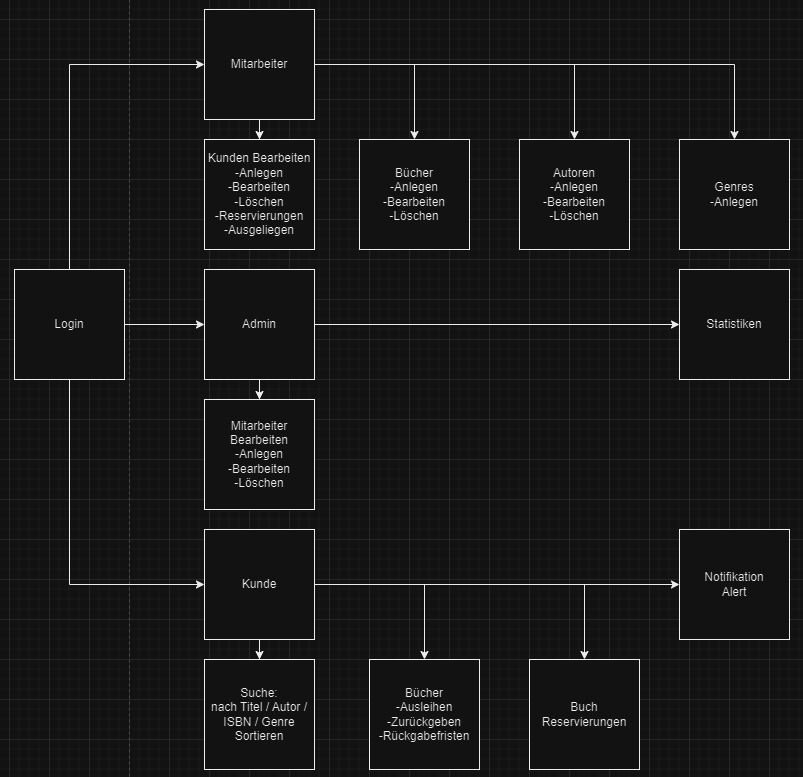 Mitarbeiter
Kunden Bearbeiten
-Anlegen
-Bearbeiten
-Löschen
-Reservierungen
-Ausgeliegen
Bücher
-Anlegen
-Bearbeiten
-Löschen
Autoren
-Anlegen
-Bearbeiten
-Löschen
Genres
-Anlegen
Login
Admin
Statistiken
Mitarbeiter
Bearbeiten
-Anlegen
-Bearbeiten
-Löschen
Kunde
Notifikation
Alert
Suche:
nach Titel / Autor /
ISBN / Genre
Sortieren
Bücher
-Ausleihen
-Zurückgeben
-Rückgabefristen
Buch
Reservierungen